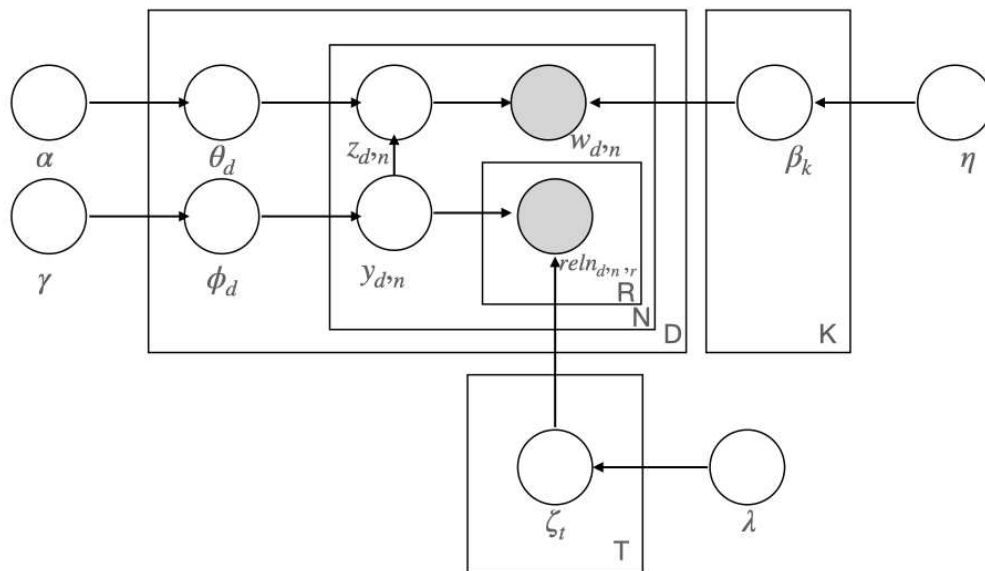 α
θ_d
z_{d,n}
w_{d,n}
β_k
η
γ
ϕ_d
y_{d,n}
reln_{d,n,r}
R
N
D
K
ζ_t
λ
T